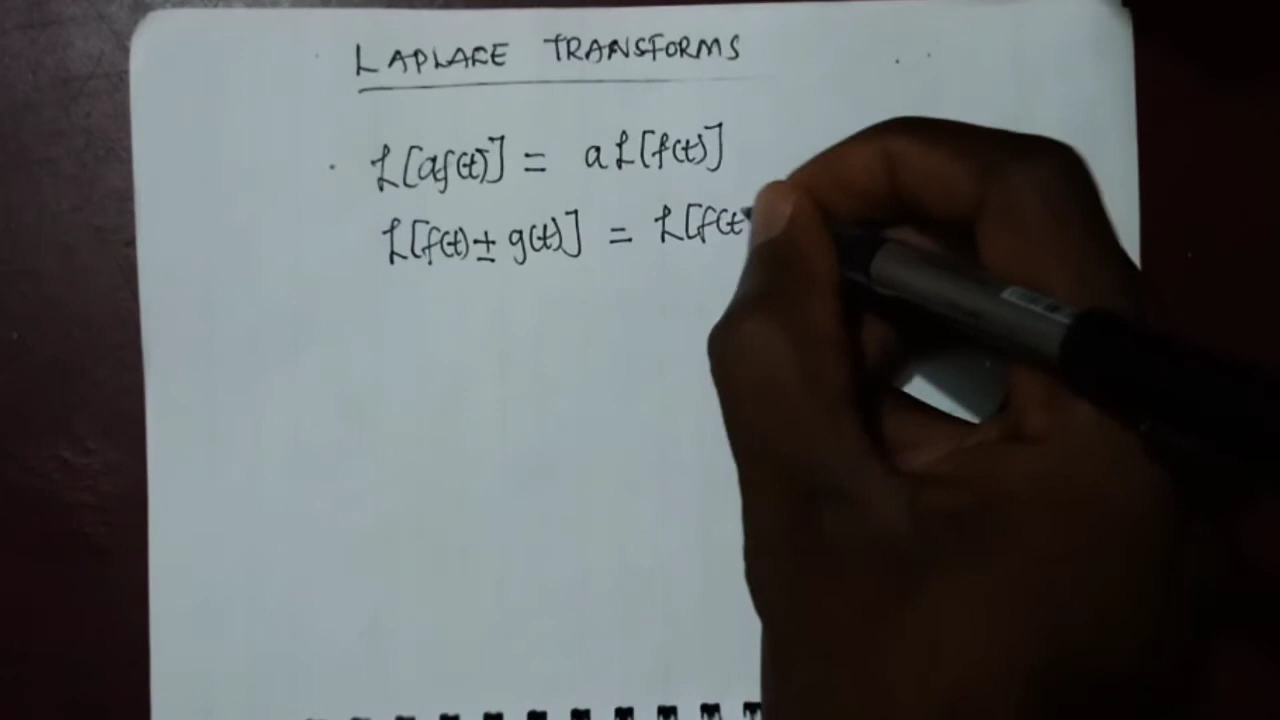 LAPLACE TRANSFORMS
ℒ[af(t)] = aℒ[f(t)]
ℒ[f(t) ± g(t)] = ℒ[f(t